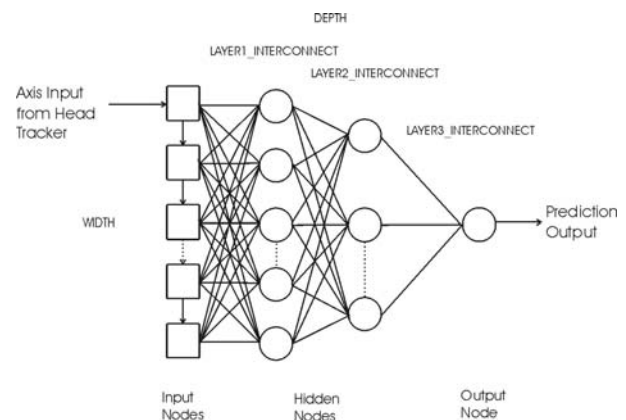 DEPTH
LAYER1_INTERCONNECT
LAYER2_INTERCONNECT
Axis Input
from Head
Tracker
LAYER3_INTERCONNECT
WIDTH
Prediction
Output
Input
Nodes
Hidden
Nodes
Output
Node